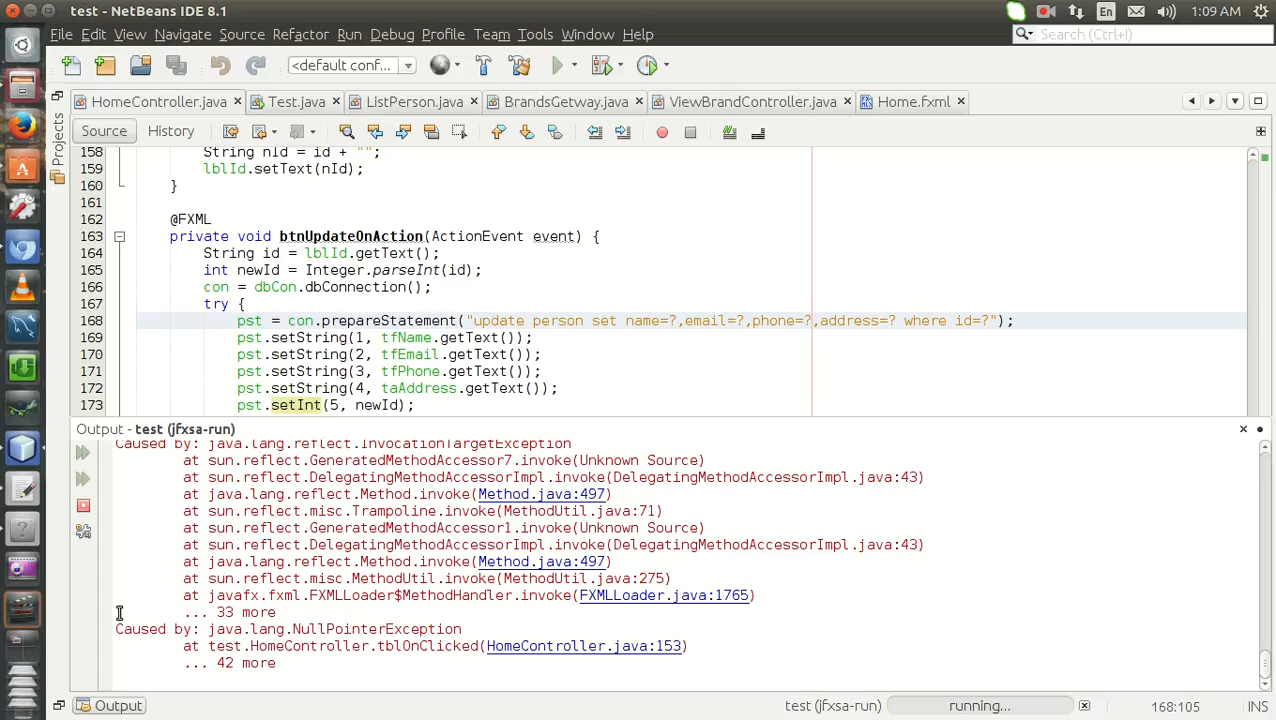 test - NetBeans IDE 8.1
En
1:09 AM
File Edit View Navigate Source Refactor Run Debug Profile Team Tools Window Help
Search (Ctrl+I)
<default conf...
HomeController.java
Test.java
ListPerson.java
BrandsGetway.java
ViewBrandController.java
Home.fxml
Projects
Source
History
158 String nId = id + "";
159 lblId.setText(nId);
160 }
161
162 @FXML
163 private void btnUpdateOnAction(ActionEvent event) {
164 String id = lblId.getText();
165 int newId = Integer.parseInt(id);
166 con = dbCon.dbConnection();
167 try {
168 pst = con.prepareStatement("update person set name=?,email=?,phone=?,address=? where id=?");
169 pst.setString(1, tfName.getText());
170 pst.setString(2, tfEmail.getText());
171 pst.setString(3, tfPhone.getText());
172 pst.setString(4, taAddress.getText());
173 pst.setInt(5, newId);
Output - test (jfxsa-run)
Caused by: java.lang.reflect.InvocationTargetException
at sun.reflect.GeneratedMethodAccessor7.invoke(Unknown Source)
at sun.reflect.DelegatingMethodAccessorImpl.invoke(DelegatingMethodAccessorImpl.java:43)
at java.lang.reflect.Method.invoke(Method.java:497)
at sun.reflect.misc.Trampoline.invoke(MethodUtil.java:71)
at sun.reflect.GeneratedMethodAccessor1.invoke(Unknown Source)
at sun.reflect.DelegatingMethodAccessorImpl.invoke(DelegatingMethodAccessorImpl.java:43)
at java.lang.reflect.Method.invoke(Method.java:497)
at sun.reflect.misc.MethodUtil.invoke(MethodUtil.java:275)
at javafx.fxml.FXMLLoader$MethodHandler.invoke(FXMLLoader.java:1765)
... 33 more
Caused by: java.lang.NullPointerException
at test.HomeController.tblOnClicked(HomeController.java:153)
... 42 more
Output
test (jfxsa-run)
running...
168:105
INS